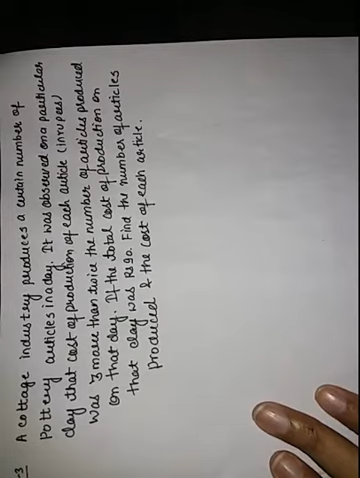 -3 A cottage industry produces a certain number of
Pottery articles in a day. It was observed on a particular
day that cost of production of each article (in rupees)
was 3 more than twice the number of articles produced
on that day. If the total cost of production on
that day was Rs 90. Find the number of articles
produced & the cost of each article.